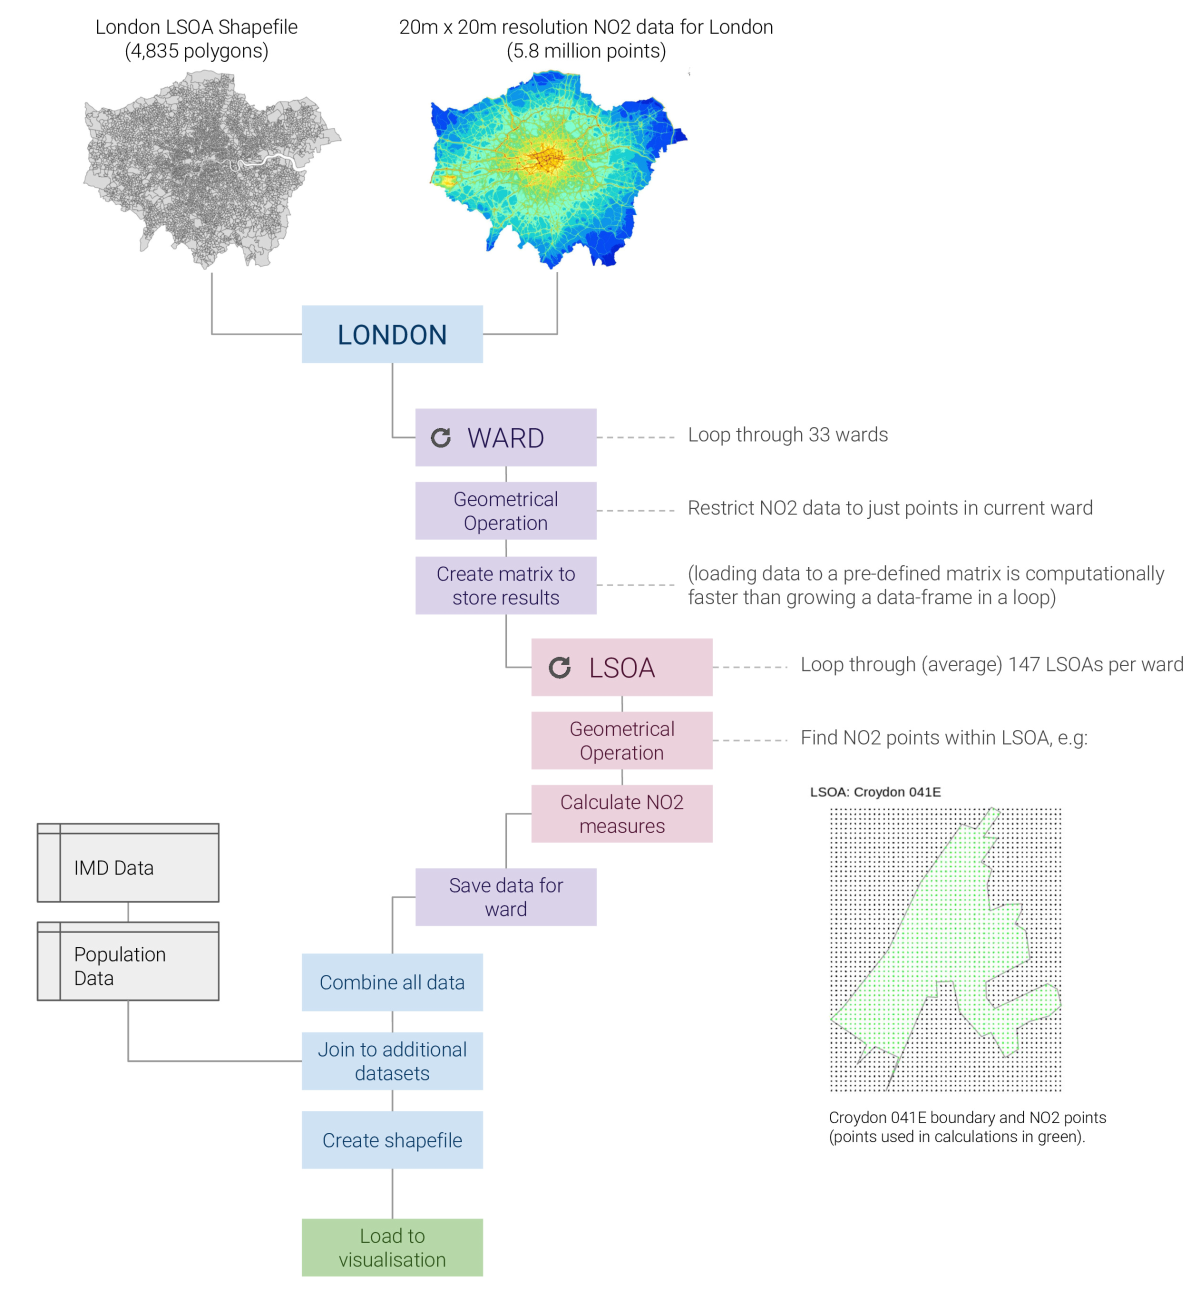 London LSOA Shapefile
(4,835 polygons)
20m x 20m resolution NO2 data for London
(5.8 million points)
LONDON
WARD
Loop through 33 wards
Geometrical
Operation
Restrict NO2 data to just points in current ward
Create matrix to
store results
(loading data to a pre-defined matrix is computationally
faster than growing a data-frame in a loop)
LSOA
Loop through (average) 147 LSOAs per ward
Geometrical
Operation
Find NO2 points within LSOA, e.g:
Calculate NO2
measures
LSOA: Croydon 041E
Save data for
ward
IMD Data
Population
Data
Combine all data
Join to additional
datasets
Create shapefile
Croydon 041E boundary and NO2 points
(points used in calculations in green).
Load to
visualisation